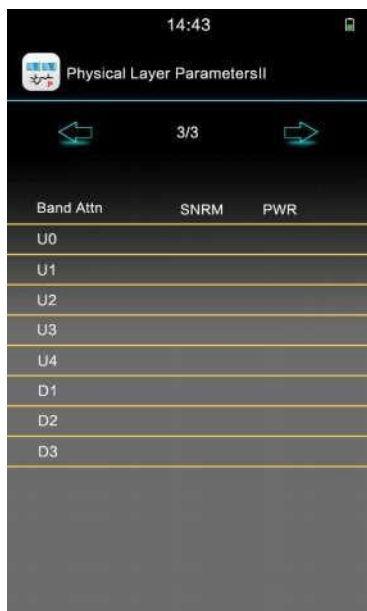 14:43
Physical Layer ParametersII
3/3
Band Attn SNRM PWR
U0
U1
U2
U3
U4
D1
D2
D3